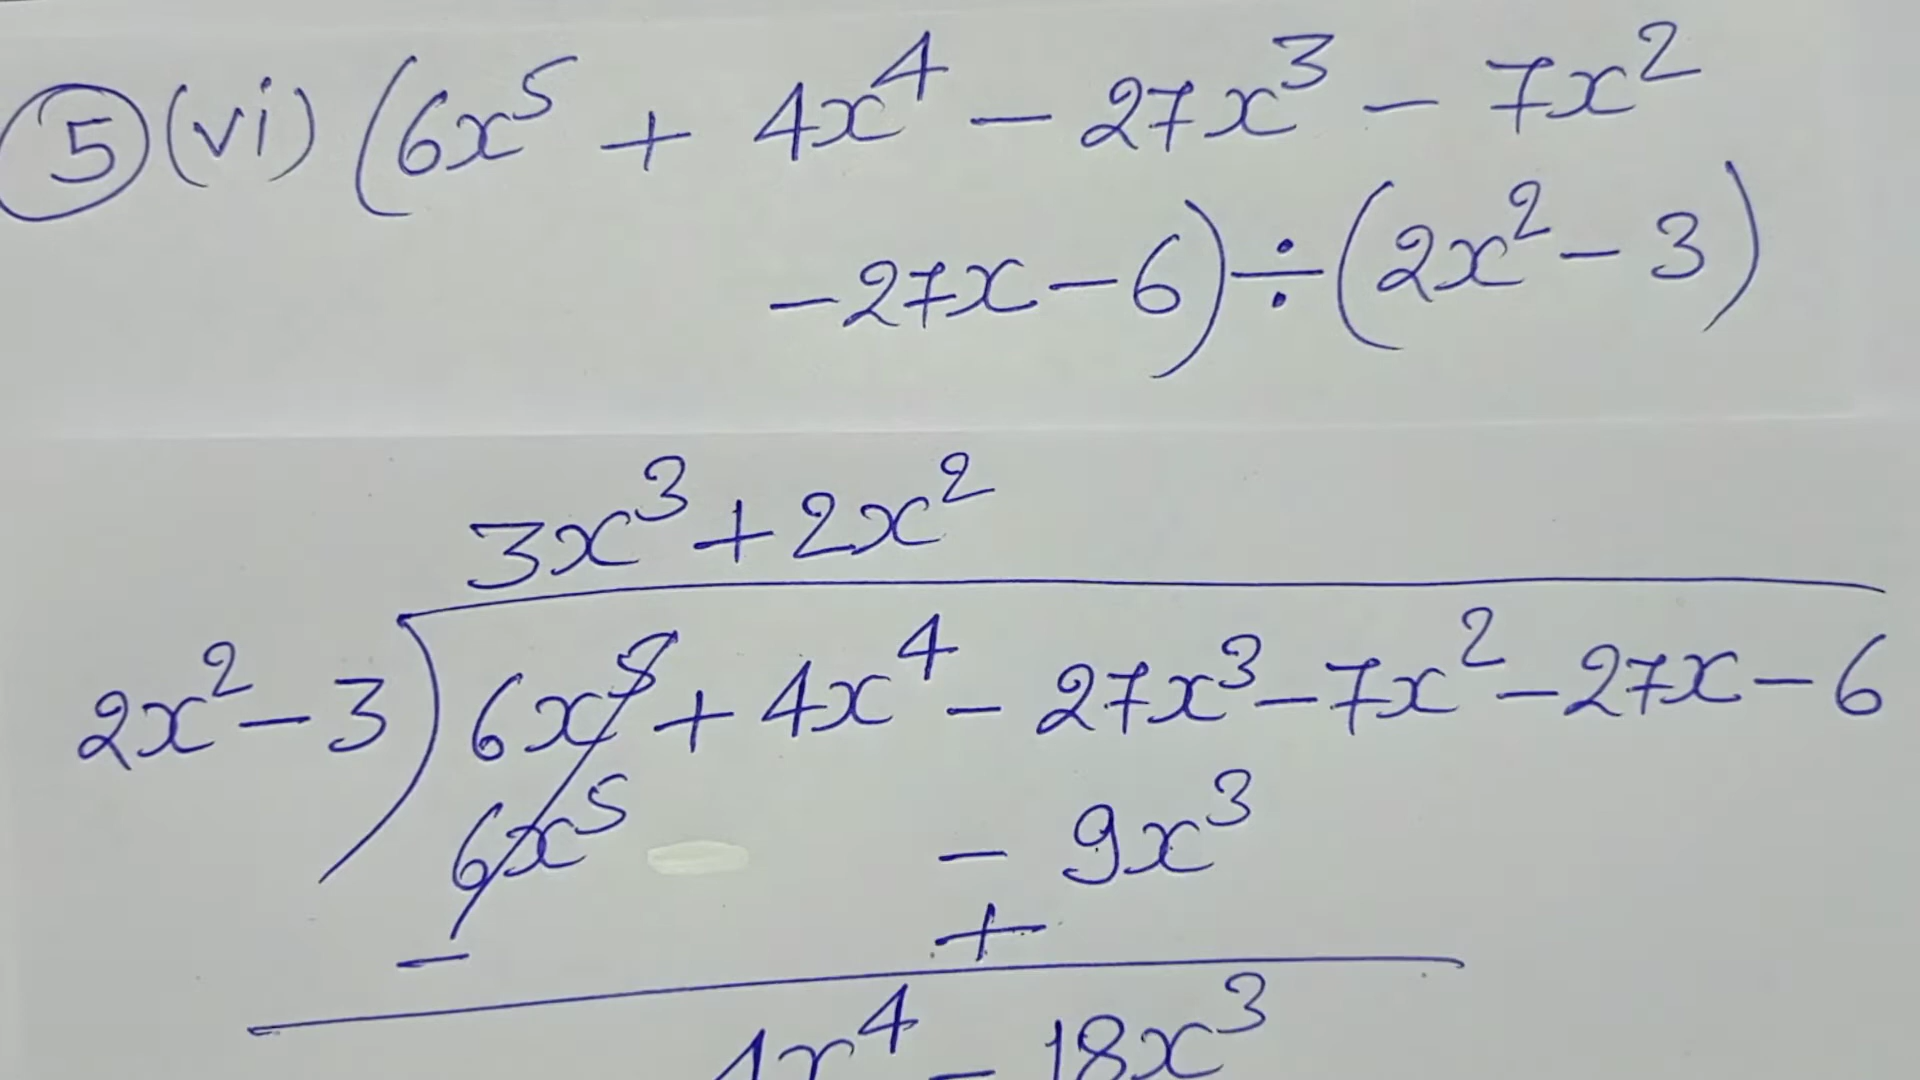 5 (vi) (6x⁵ + 4x⁴ - 27x³ - 7x²
-27x - 6) ÷ (2x² - 3)
3x³ + 2x²
2x² - 3) 6x⁵ + 4x⁴ - 27x³ - 7x² - 27x - 6
6x⁵ - 9x³
- +
4x⁴ - 18x³